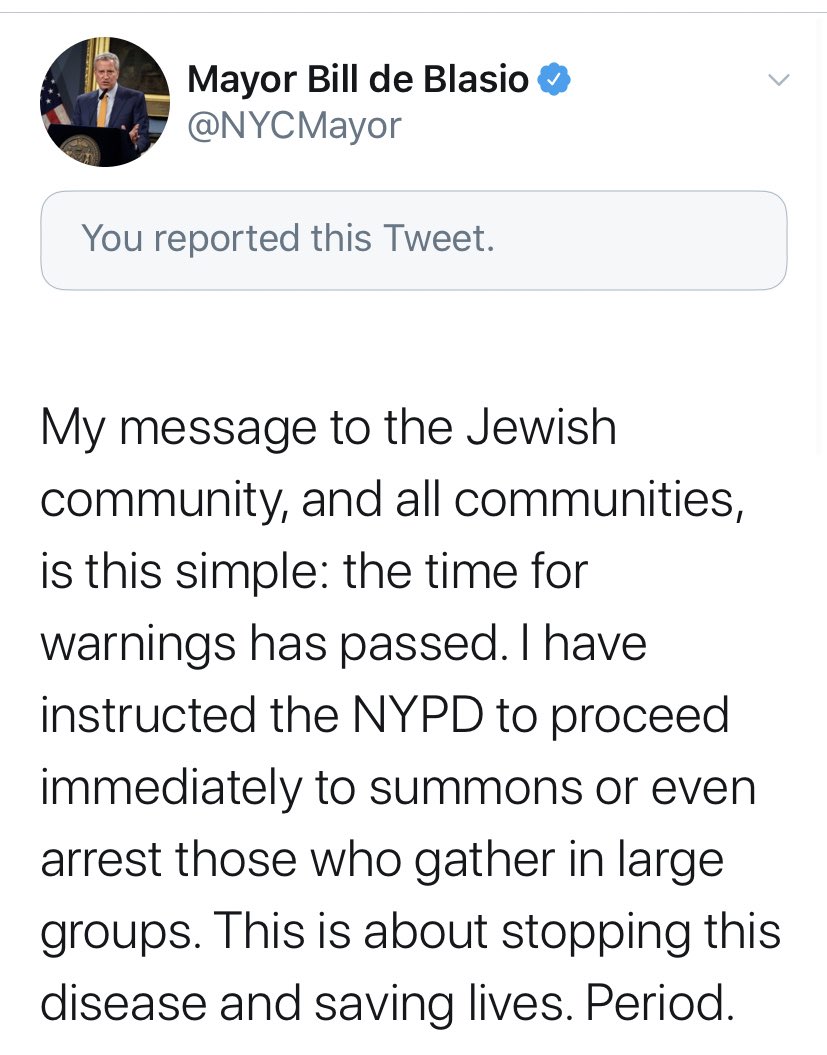 Mayor Bill de Blasio
@NYCMayor
You reported this Tweet.
My message to the Jewish
community, and all communities,
is this simple: the time for
warnings has passed. I have
instructed the NYPD to proceed
immediately to summons or even
arrest those who gather in large
groups. This is about stopping this
disease and saving lives. Period.